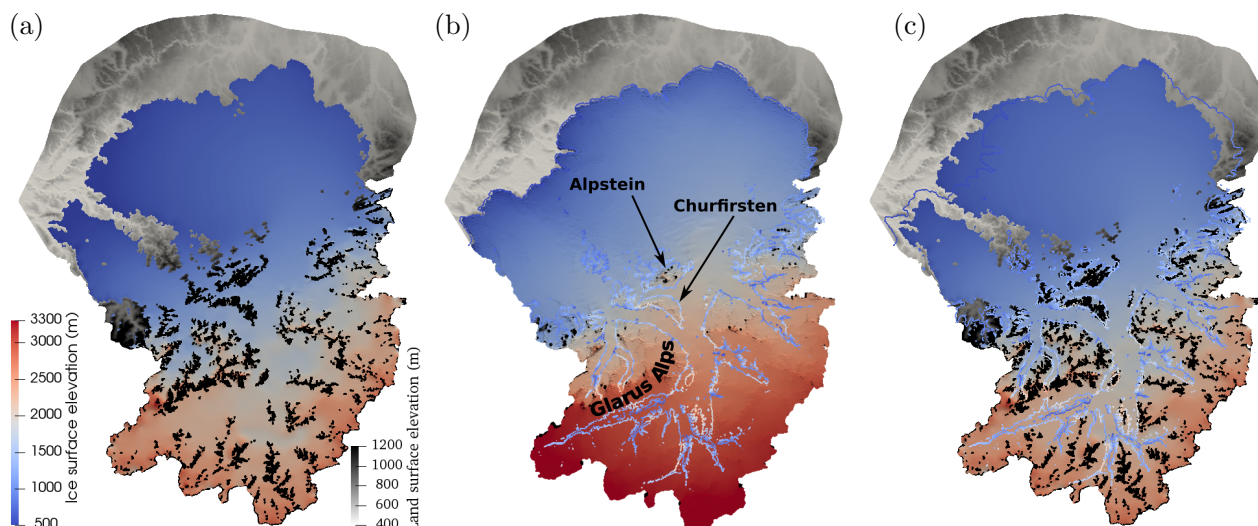 (a)
(b)
(c)
Alpstein
Churfirsten
Glarus Alps
3300
3000
2500
2000
1500
1000
500
Ice surface elevation (m)
1200
1000
800
600
400
and surface elevation (m)